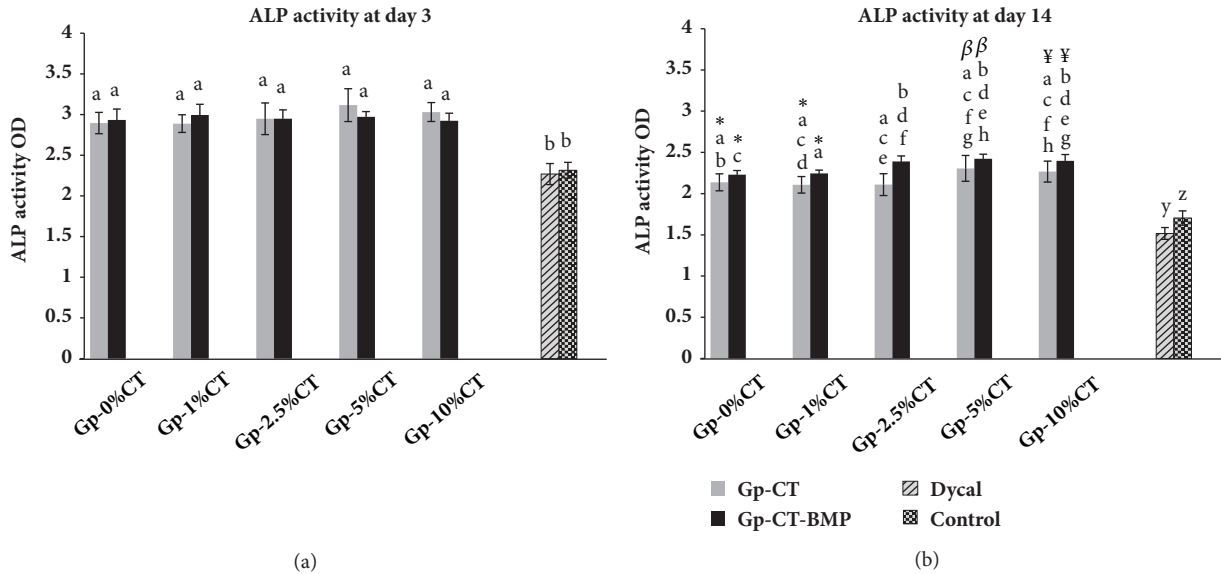 ALP activity at day 3
ALP activity OD
4
3.5
3
2.5
2
1.5
1
0.5
0
a a
a a
a a
a a
a a
b b
Gp-0%CT
Gp-1%CT
Gp-2.5%CT
Gp-5%CT
Gp-10%CT
(a)
ALP activity at day 14
ALP activity OD
4
3.5
3
2.5
2
1.5
1
0.5
0
*
a
b
*
c
*
a
c
d
*
a
a
c
e
b
d
f
β
a
c
f
g
β
b
d
e
h
¥
a
c
f
h
¥
b
d
e
g
y
z
Gp-0%CT
Gp-1%CT
Gp-2.5%CT
Gp-5%CT
Gp-10%CT
Gp-CT
Gp-CT-BMP
Dycal
Control
(b)